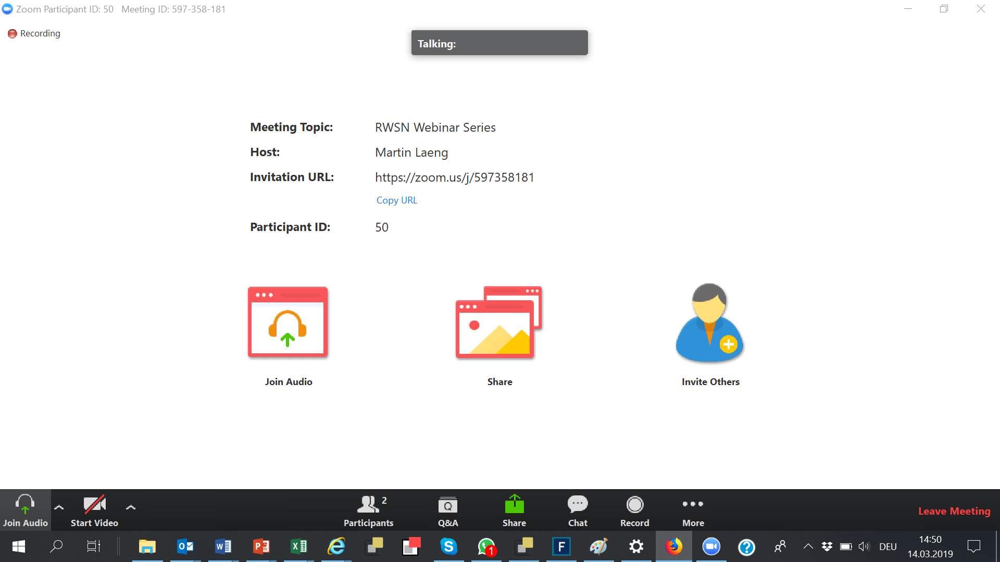 Zoom Participant ID: 50 Meeting ID: 597-358-181
Recording
Talking:
Meeting Topic: RWSN Webinar Series
Host: Martin Laeng
Invitation URL: https://zoom.us/j/597358181
Copy URL
Participant ID: 50
Join Audio Share Invite Others
2
Join Audio Start Video Participants Q&A Share Chat Record More Leave Meeting
1 DEU 14:50
14.03.2019